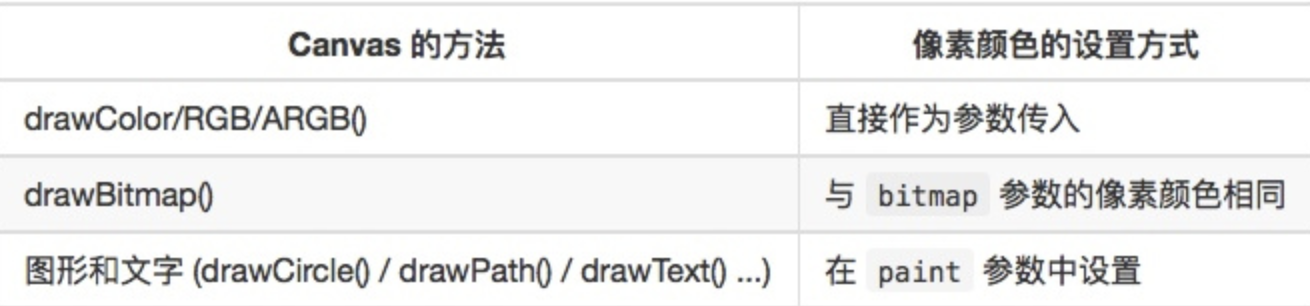 Canvas 的方法 像素颜色的设置方式
drawColor/RGB/ARGB() 直接作为参数传入
drawBitmap() 与 bitmap 参数的像素颜色相同
图形和文字 (drawCircle() / drawPath() / drawText() ...) 在 paint 参数中设置